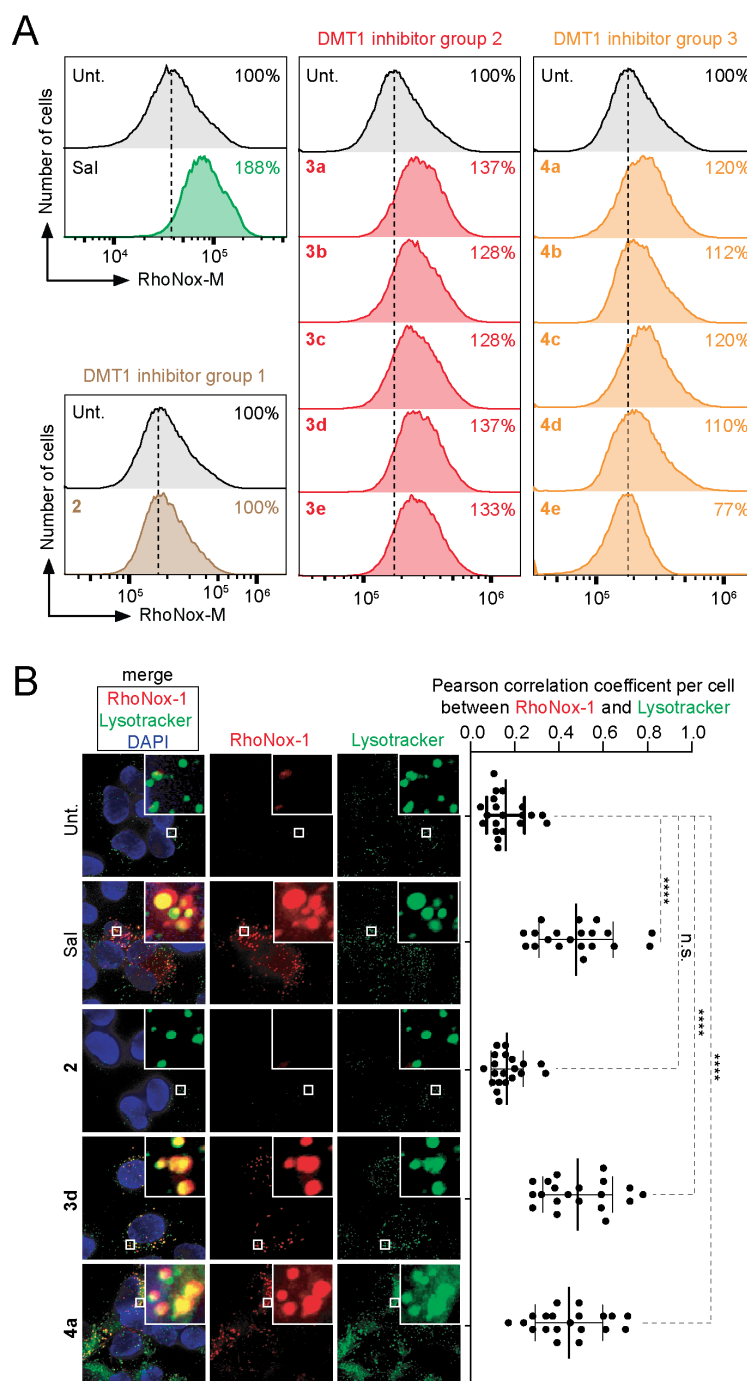 A
Unt. 100%
Sal 188%
Number of cells
10⁴ 10⁵
RhoNox-M
DMT1 inhibitor group 1
Unt. 100%
2 100%
Number of cells
10⁵ 10⁵ 10⁶
RhoNox-M
DMT1 inhibitor group 2
Unt. 100%
3a 137%
3b 128%
3c 128%
3d 137%
3e 133%
10⁵ 10⁶
DMT1 inhibitor group 3
Unt. 100%
4a 120%
4b 112%
4c 120%
4d 110%
4e 77%
10⁵ 10⁶
B
merge
RhoNox-1
Lysotracker
DAPI
RhoNox-1
Lysotracker
Unt.
Sal
2
3d
4a
Pearson correlation coefficent per cell
between RhoNox-1 and Lysotracker
0.0 0.2 0.4 0.6 0.8 1.0
****
n.s.
****
****